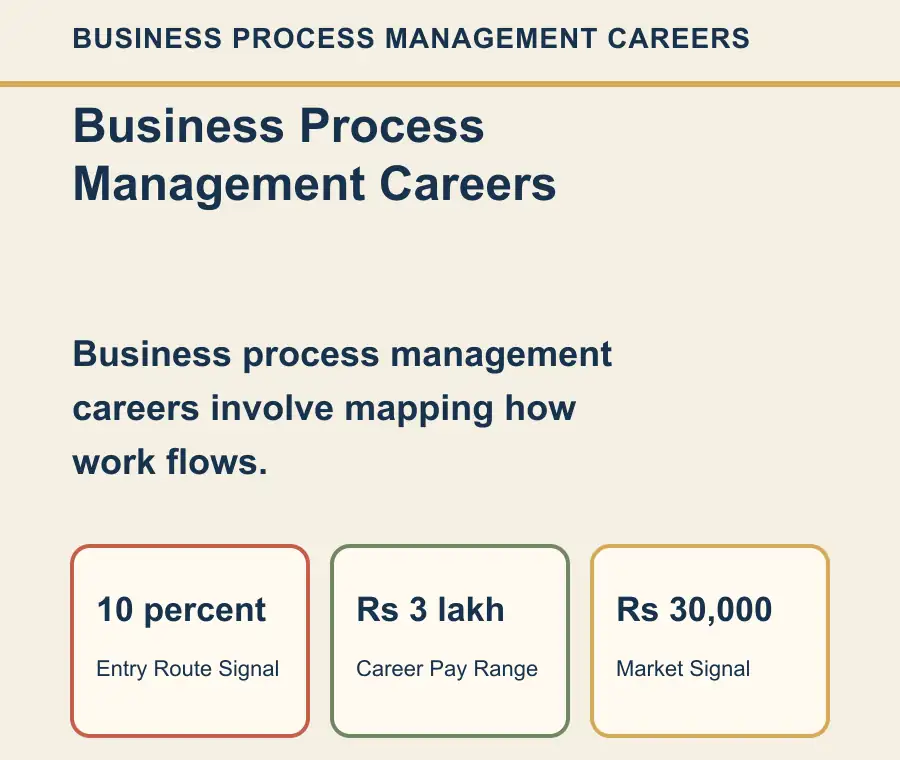 BUSINESS PROCESS MANAGEMENT CAREERS
Business Process
Management Careers
Business process management
careers involve mapping how
work flows.
10 percent
Entry Route Signal
Rs 3 lakh
Career Pay Range
Rs 30,000
Market Signal